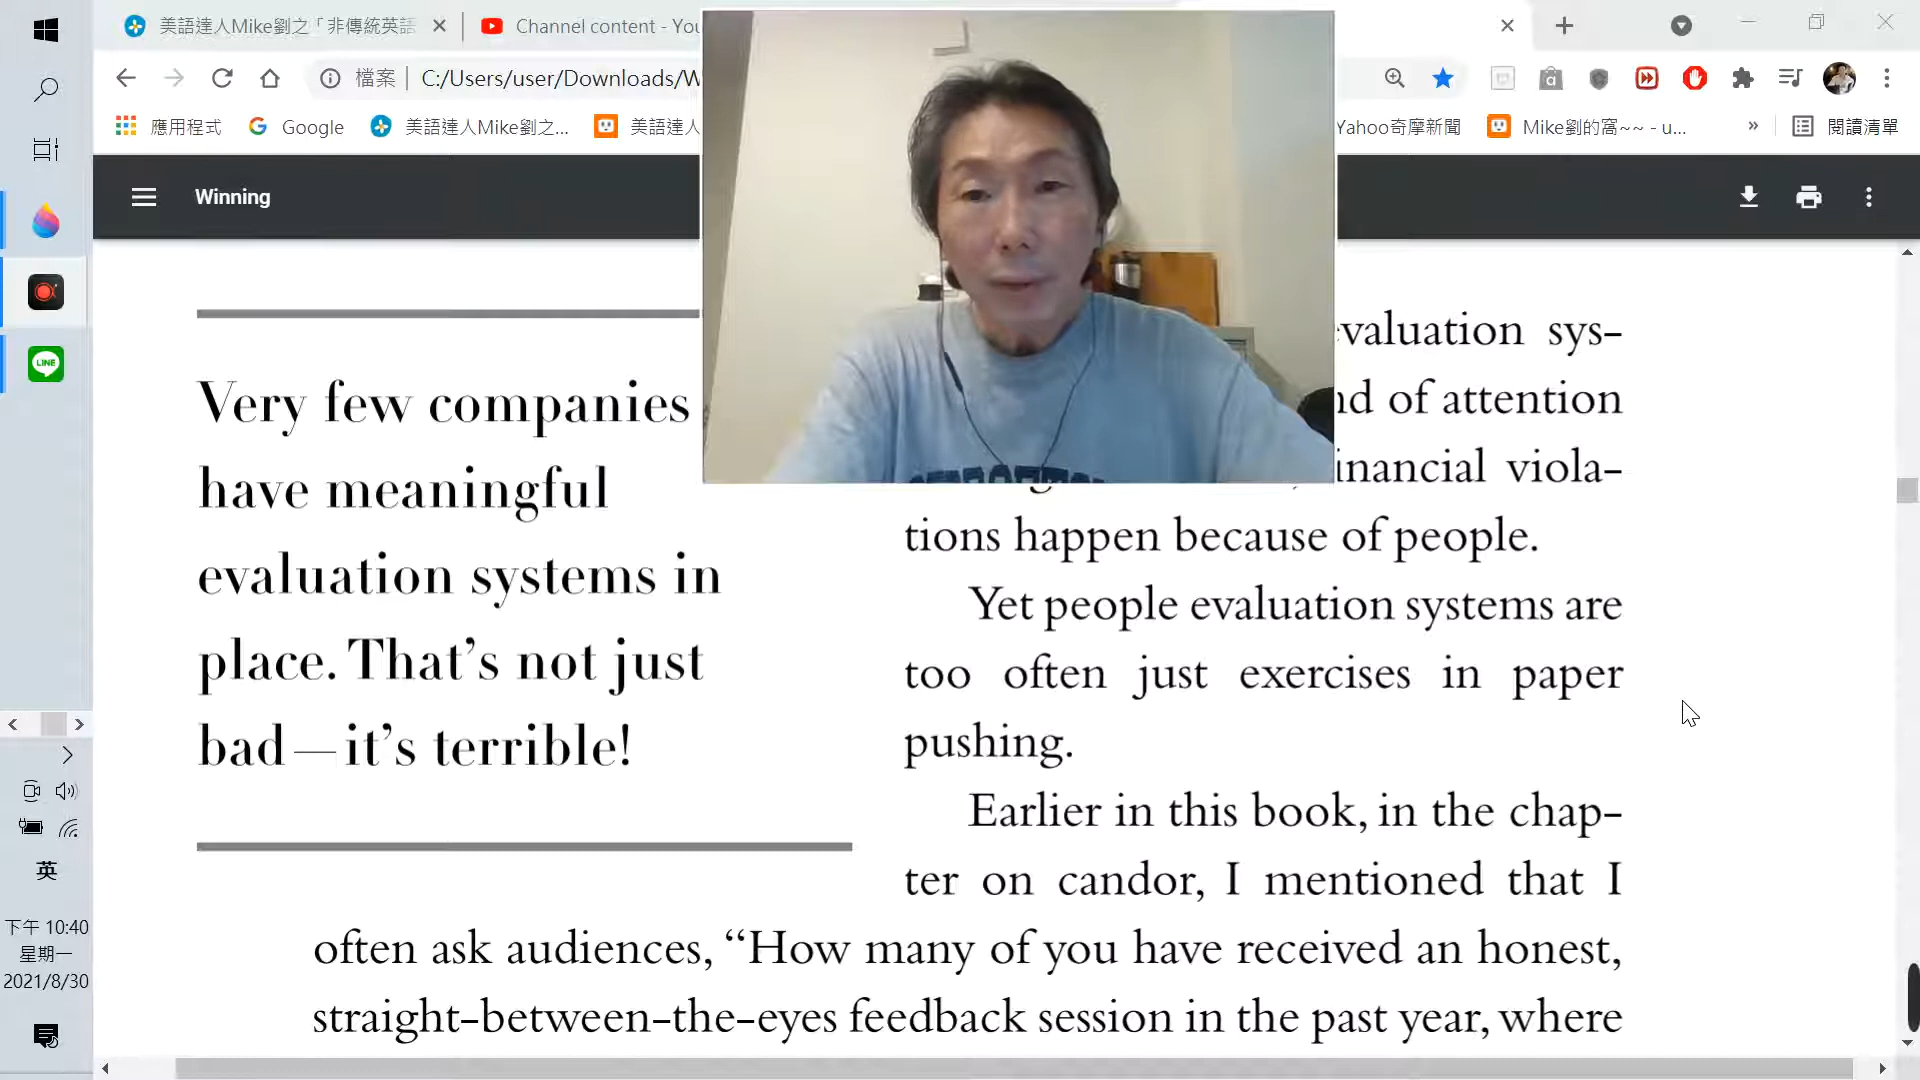 美語達人Mike劉之「非傳統英語
Channel content - You
檔案
C:/Users/user/Downloads/W
應用程式
Google
美語達人Mike劉之...
美語達人
Yahoo奇摩新聞
Mike劉的窩~~ - u...
»
閱讀清單
Winning
Very few companies
have meaningful
evaluation systems in
place. That's not just
bad—it's terrible!
evaluation sys-
of attention
financial viola-
tions happen because of people.
Yet people evaluation systems are
too often just exercises in paper
pushing.
Earlier in this book, in the chap-
ter on candor, I mentioned that I
often ask audiences, “How many of you have received an honest,
straight-between-the-eyes feedback session in the past year, where
LINE
英
下午 10:40
星期一
2021/8/30